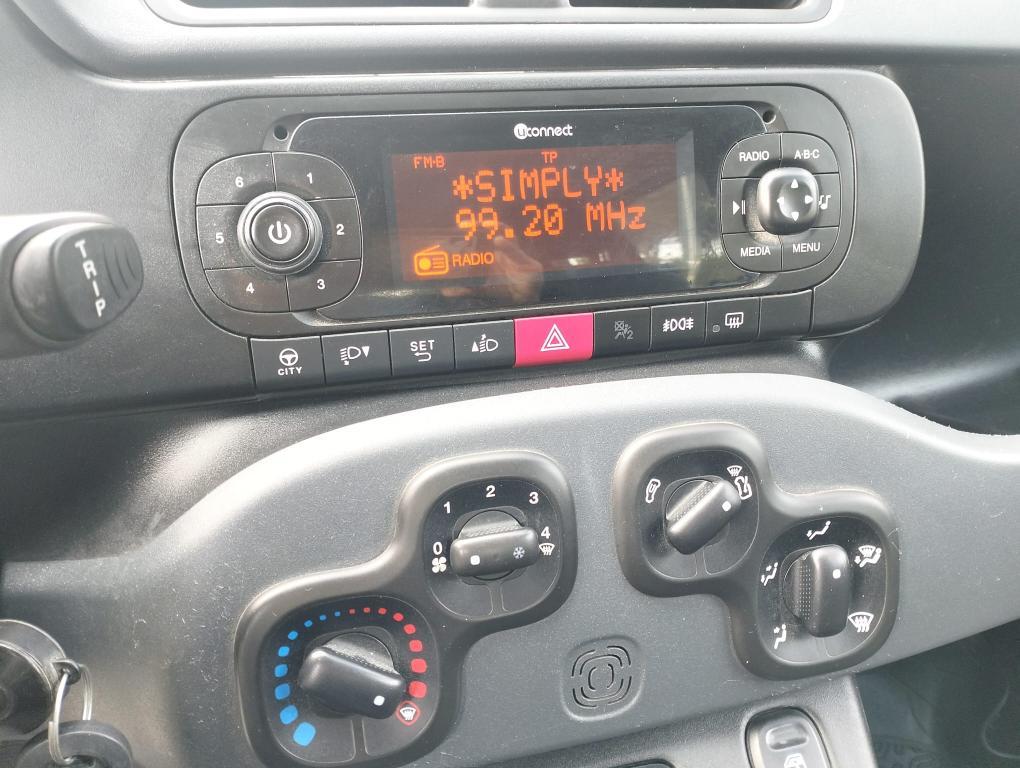 uconnect
FM-B TP
*SIMPLY*
99.20 MHz
RADIO
6 1
5 2
4 3
RADIO A·B·C
MEDIA MENU
TRIP
CITY
SET
2
0 1 2 3 4